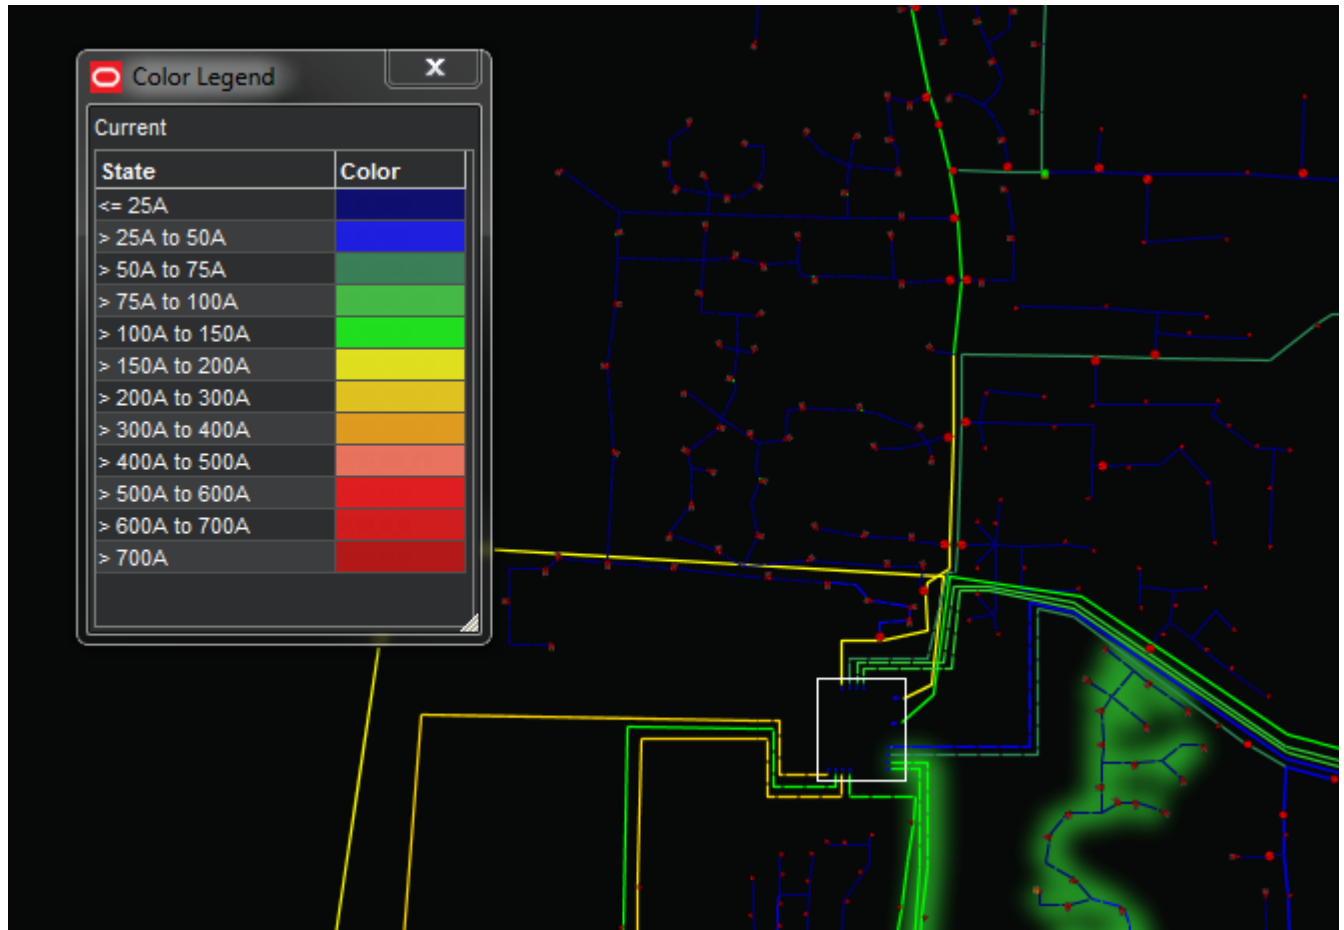 Color Legend
X
Current
State Color
<= 25A
> 25A to 50A
> 50A to 75A
> 75A to 100A
> 100A to 150A
> 150A to 200A
> 200A to 300A
> 300A to 400A
> 400A to 500A
> 500A to 600A
> 600A to 700A
> 700A